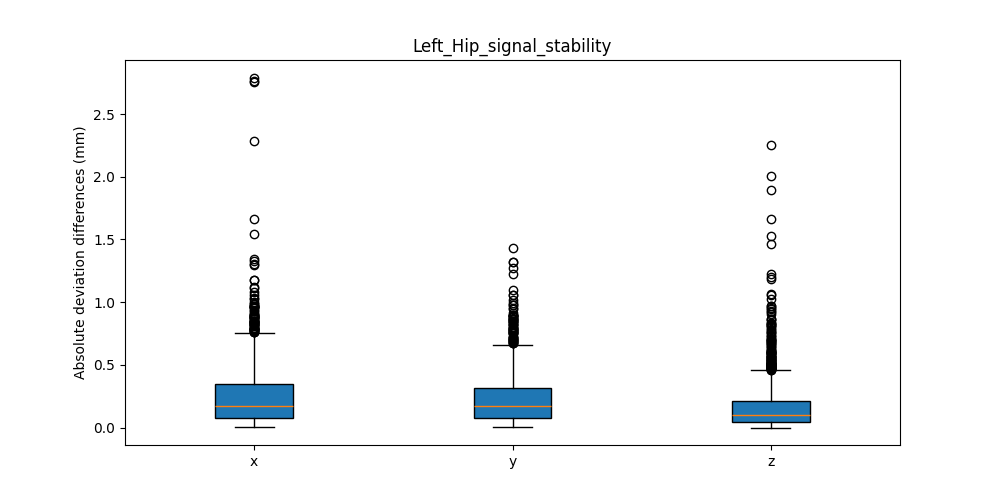 Left_Hip_signal_stability
Absolute deviation differences (mm)
2.5
2.0
1.5
1.0
0.5
0.0
x
y
z